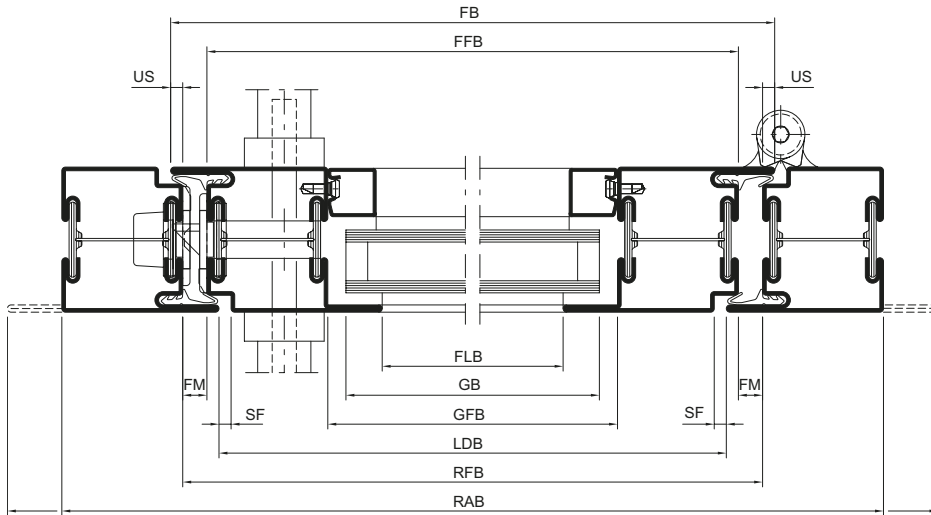 FB
FFB
US US
FLB
FM GB FM
SF GFB SF
LDB
RFB
RAB